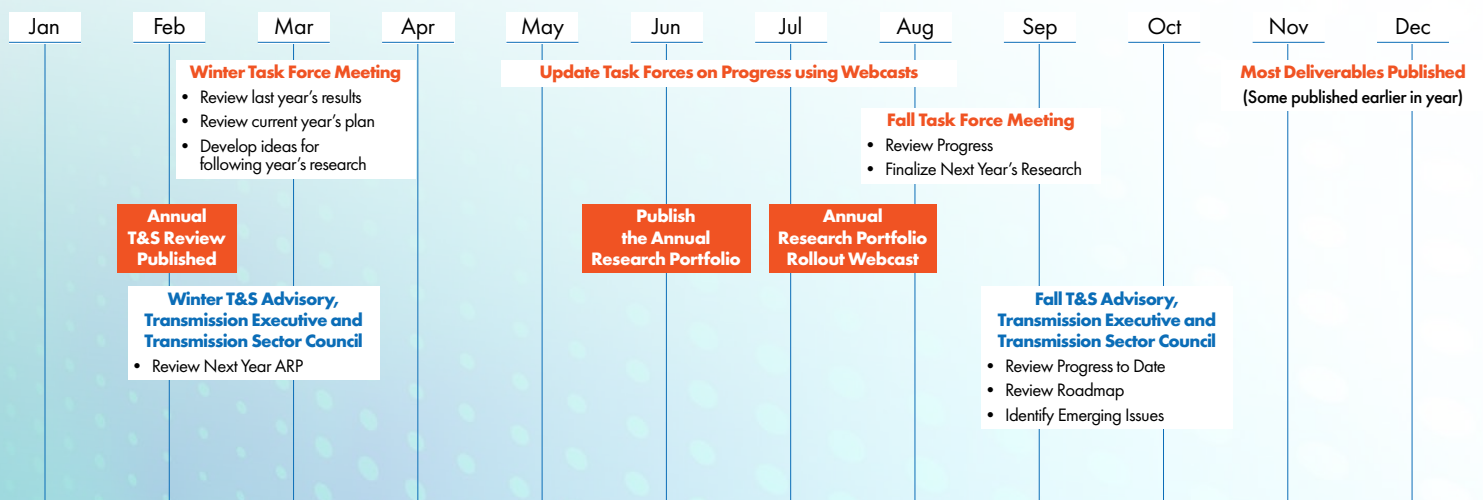 Jan Feb Mar Apr May Jun Jul Aug Sep Oct Nov Dec
Winter Task Force Meeting
• Review last year's results
• Review current year's plan
• Develop ideas for
following year's research
Update Task Forces on Progress using Webcasts
Fall Task Force Meeting
• Review Progress
• Finalize Next Year's Research
Most Deliverables Published
(Some published earlier in year)
Annual
T&S Review
Published
Publish
the Annual
Research Portfolio
Annual
Research Portfolio
Rollout Webcast
Winter T&S Advisory,
Transmission Executive and
Transmission Sector Council
• Review Next Year ARP
Fall T&S Advisory,
Transmission Executive and
Transmission Sector Council
• Review Progress to Date
• Review Roadmap
• Identify Emerging Issues